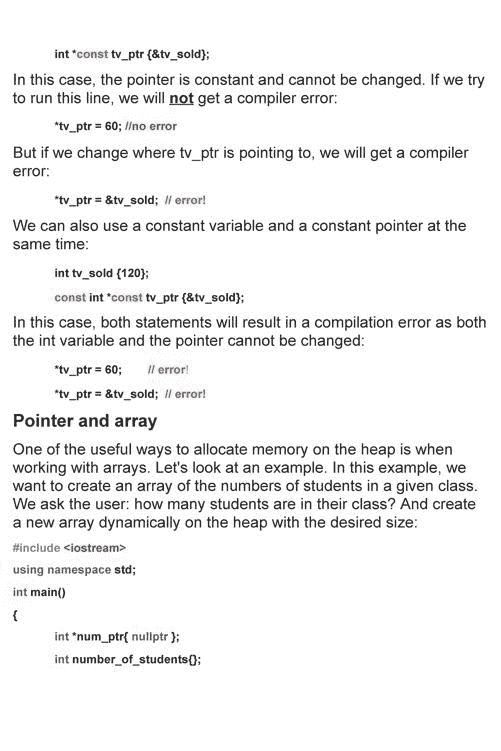 int *const tv_ptr {&tv_sold};
In this case, the pointer is constant and cannot be changed. If we try
to run this line, we will not get a compiler error:
*tv_ptr = 60; //no error
But if we change where tv_ptr is pointing to, we will get a compiler
error:
*tv_ptr = &tv_sold; // error!
We can also use a constant variable and a constant pointer at the
same time:
int tv_sold {120};
const int *const tv_ptr {&tv_sold};
In this case, both statements will result in a compilation error as both
the int variable and the pointer cannot be changed:
*tv_ptr = 60; // error!
*tv_ptr = &tv_sold; // error!
Pointer and array
One of the useful ways to allocate memory on the heap is when
working with arrays. Let's look at an example. In this example, we
want to create an array of the numbers of students in a given class.
We ask the user: how many students are in their class? And create
a new array dynamically on the heap with the desired size:
#include <iostream>
using namespace std;
int main()
{
int *num_ptr{ nullptr };
int number_of_students{};